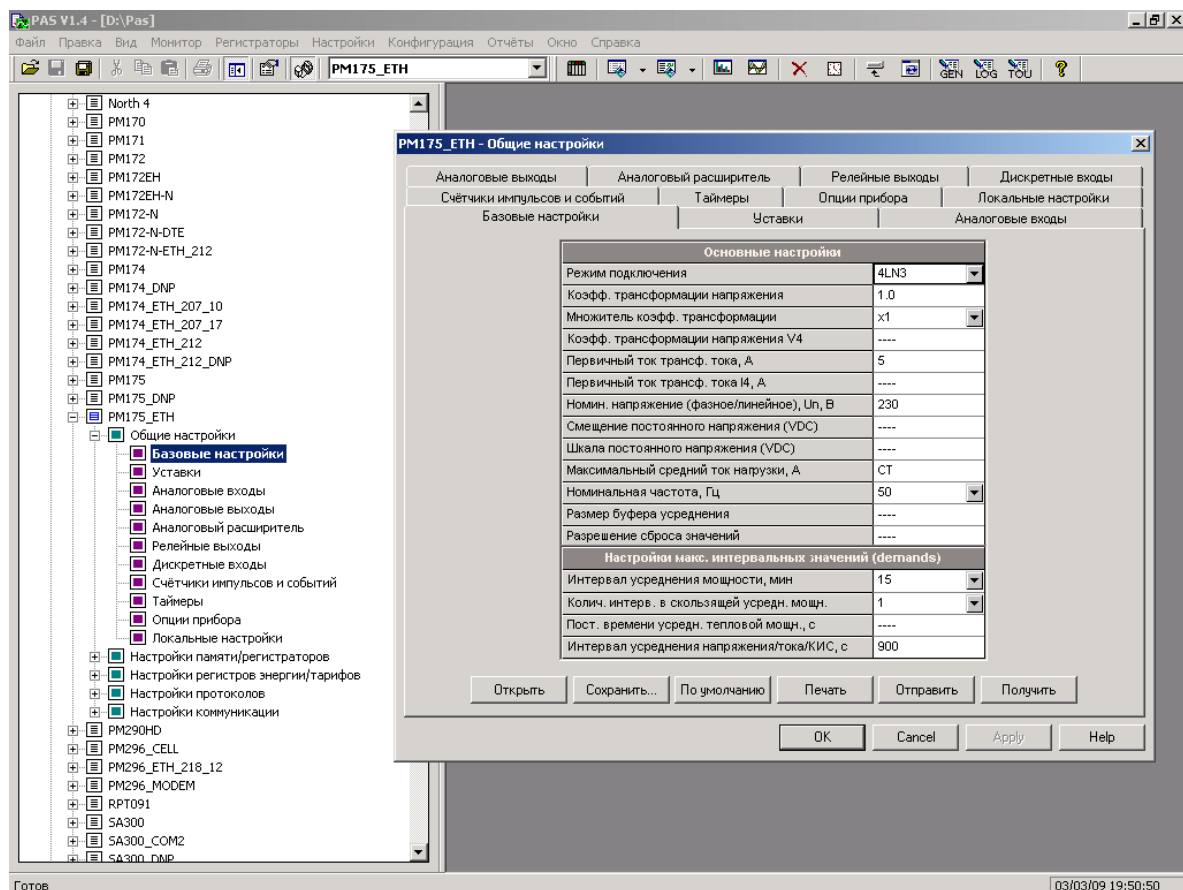 PAS V1.4 - [D:\Pas]
Файл Правка Вид Монитор Регистраторы Настройки Конфигурация Отчёты Окно Справка
PM175_ETH
GEN LOG TOU
North 4
PM170
PM171
PM172
PM172EH
PM172EH-N
PM172-N
PM172-N-DTE
PM172-N-ETH_212
PM174
PM174_DNP
PM174_ETH_207_10
PM174_ETH_207_17
PM174_ETH_212
PM174_ETH_212_DNP
PM175
PM175_DNP
PM175_ETH
Общие настройки
Базовые настройки
Уставки
Аналоговые входы
Аналоговые выходы
Аналоговый расширитель
Релейные выходы
Дискретные входы
Счётчики импульсов и событий
Таймеры
Опции прибора
Локальные настройки
Настройки памяти/регистраторов
Настройки регистров энергии/тарифов
Настройки протоколов
Настройки коммуникации
PM290HD
PM296_CELL
PM296_ETH_218_12
PM296_MODEM
RPT091
SA300
SA300_COM2
SA300_DNP
PM175_ETH - Общие настройки
Аналоговые выходы Аналоговый расширитель Релейные выходы Дискретные входы
Счётчики импульсов и событий Таймеры Опции прибора Локальные настройки
Базовые настройки Уставки Аналоговые входы
Основные настройки
Режим подключения 4LN3
Коэфф. трансформации напряжения 1.0
Множитель коэфф. трансформации x1
Коэфф. трансформации напряжения V4 ----
Первичный ток трансф. тока, А 5
Первичный ток трансф. тока I4, А ----
Номин. напряжение (фазное/линейное), Un, В 230
Смещение постоянного напряжения (VDC) ----
Шкала постоянного напряжения (VDC) ----
Максимальный средний ток нагрузки, А CT
Номинальная частота, Гц 50
Размер буфера усреднения ----
Разрешение сброса значений ----
Настройки макс. интервальных значений (demands)
Интервал усреднения мощности, мин 15
Колич. интерв. в скользящей усредн. мощн. 1
Пост. времени усредн. тепловой мощн., с ----
Интервал усреднения напряжения/тока/КИС, с 900
Открыть Сохранить... По умолчанию Печать Отправить Получить
OK Cancel Apply Help
Готов 03/03/09 19:50:50